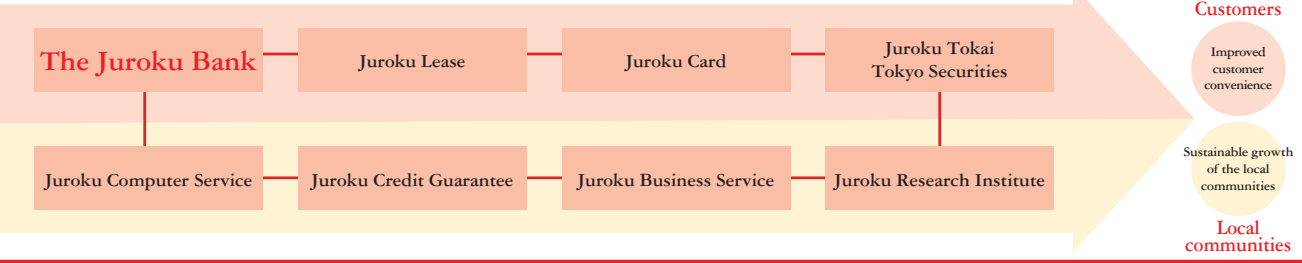 Customers
The Juroku Bank
Juroku Lease
Juroku Card
Juroku Tokai
Tokyo Securities
Improved
customer
convenience
Juroku Computer Service
Juroku Credit Guarantee
Juroku Business Service
Juroku Research Institute
Sustainable growth
of the local
communities
Local
communities